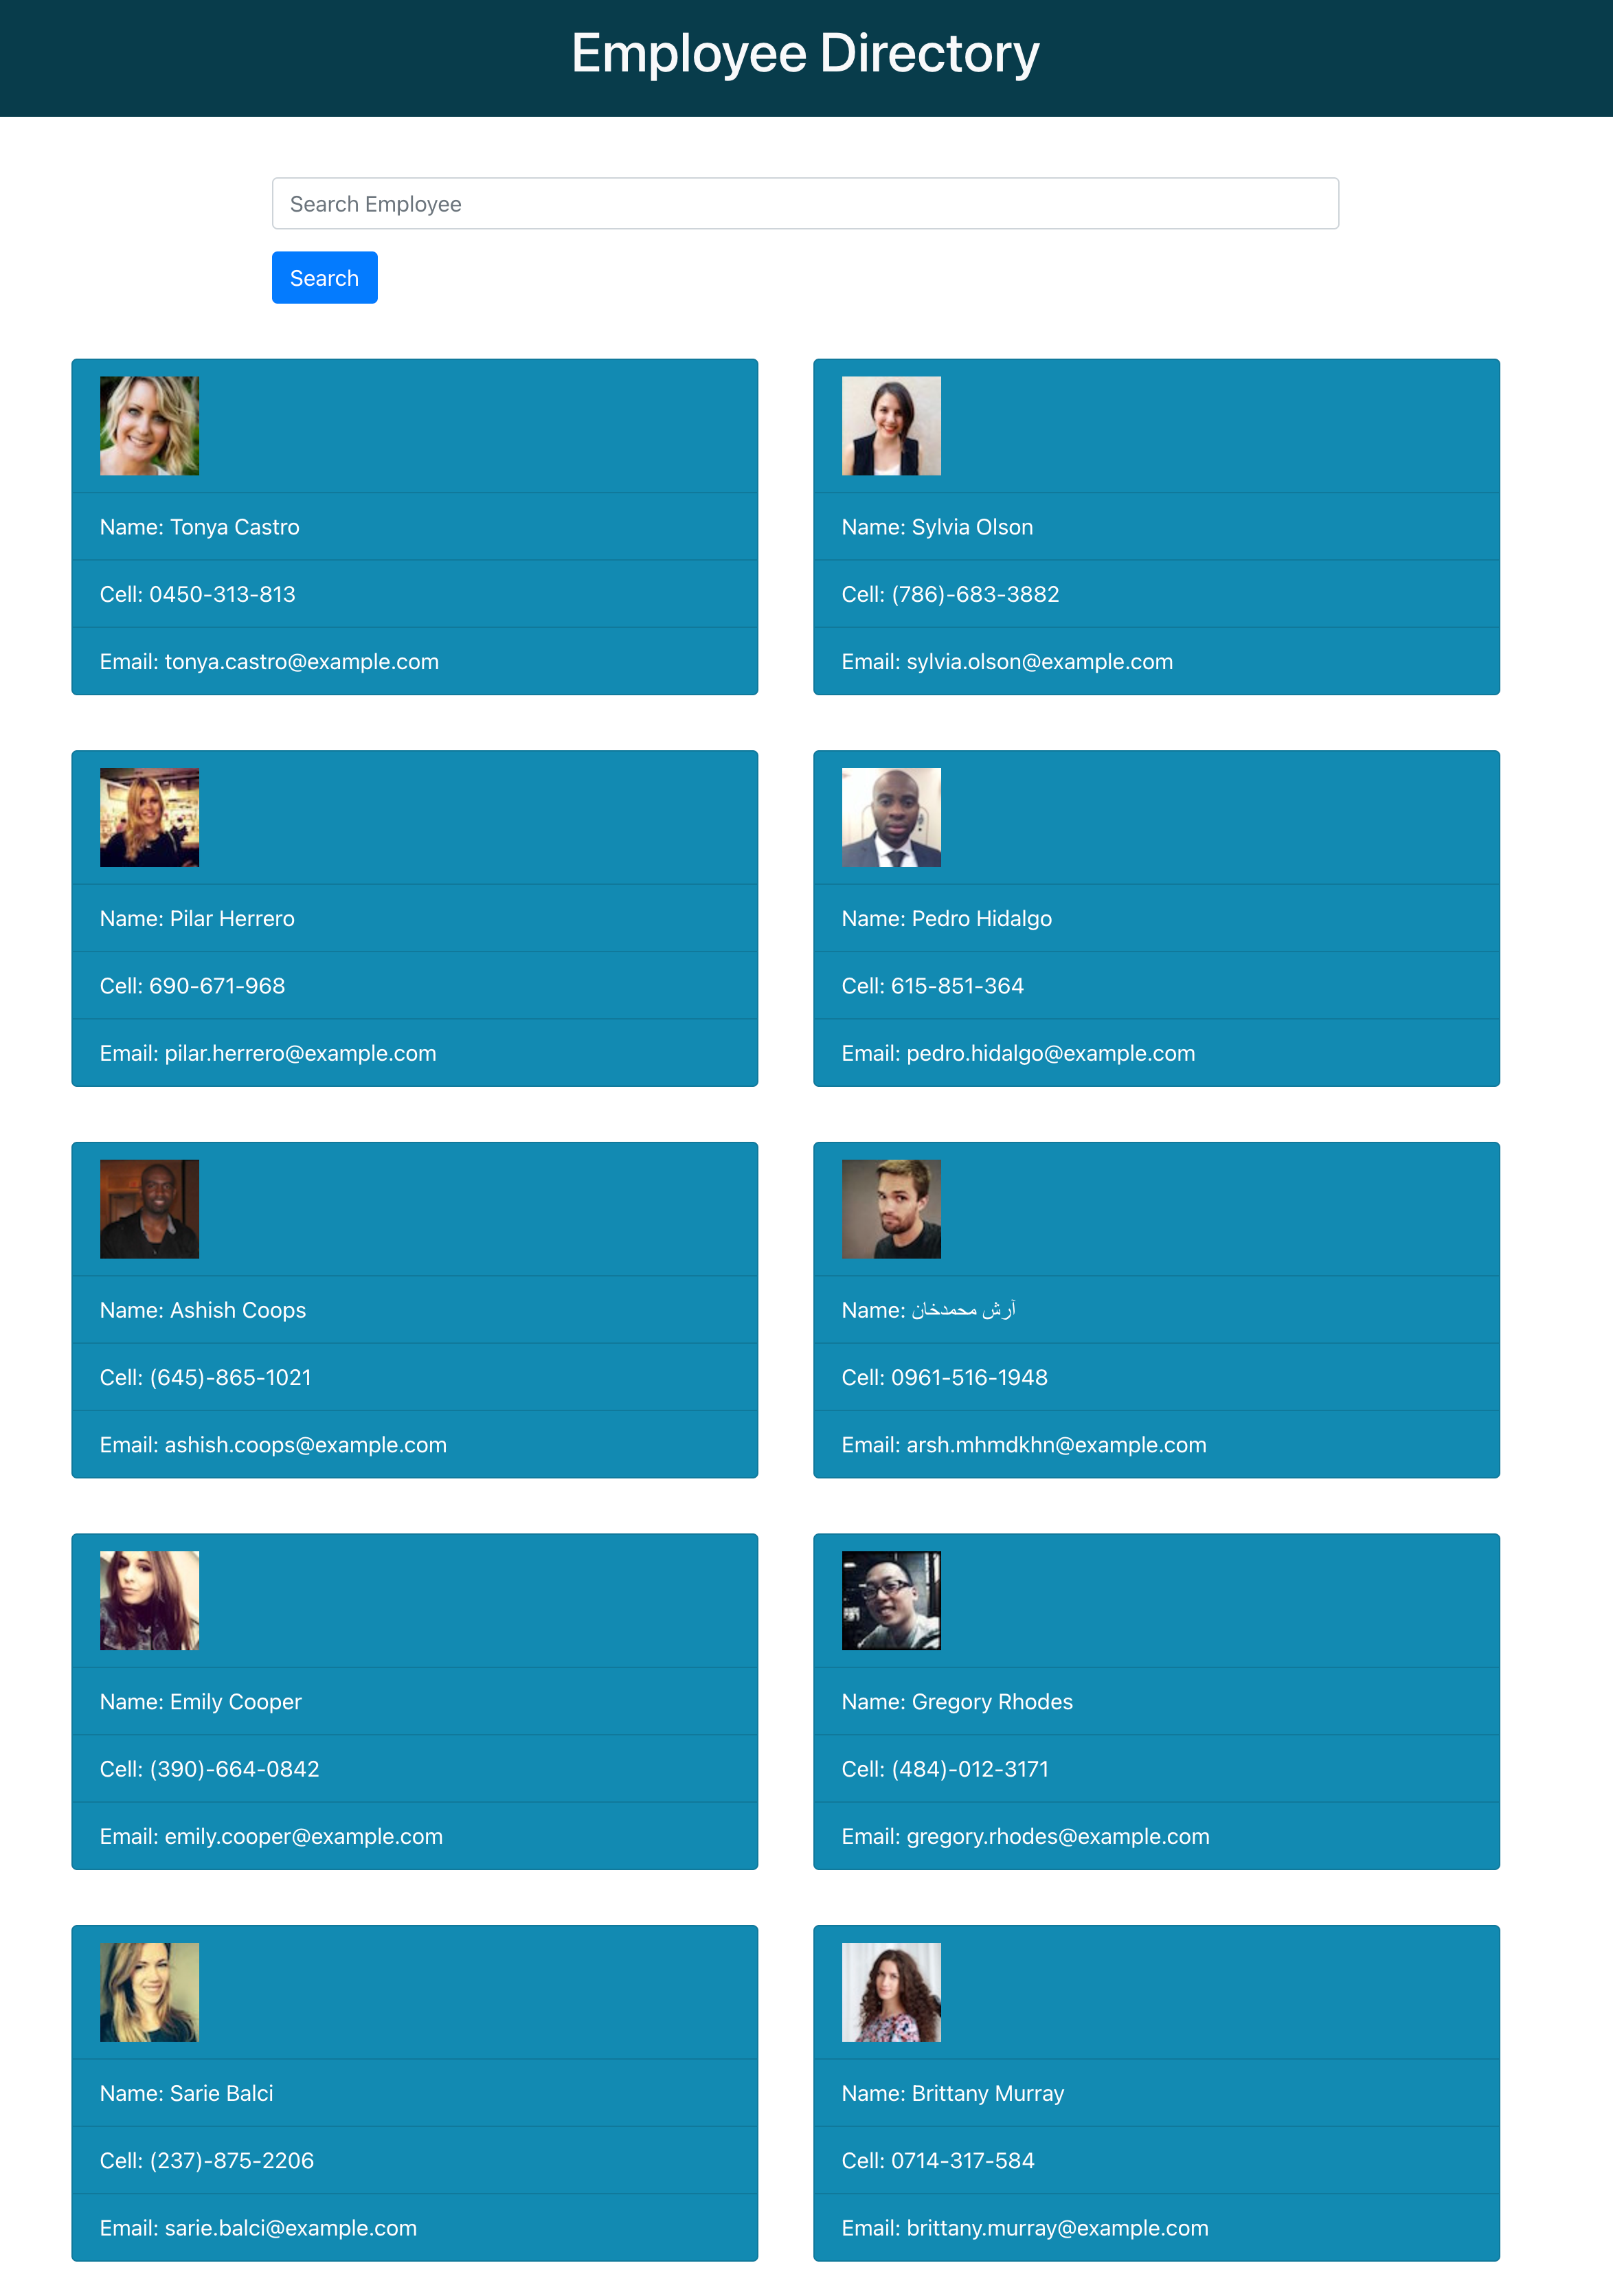 Employee Directory
Search Employee
Search
Name: Tonya Castro
Cell: 0450-313-813
Email: tonya.castro@example.com
Name: Sylvia Olson
Cell: (786)-683-3882
Email: sylvia.olson@example.com
Name: Pilar Herrero
Cell: 690-671-968
Email: pilar.herrero@example.com
Name: Pedro Hidalgo
Cell: 615-851-364
Email: pedro.hidalgo@example.com
Name: Ashish Coops
Cell: (645)-865-1021
Email: ashish.coops@example.com
Name: آرش محمدخان
Cell: 0961-516-1948
Email: arsh.mhmdkhn@example.com
Name: Emily Cooper
Cell: (390)-664-0842
Email: emily.cooper@example.com
Name: Gregory Rhodes
Cell: (484)-012-3171
Email: gregory.rhodes@example.com
Name: Sarie Balci
Cell: (237)-875-2206
Email: sarie.balci@example.com
Name: Brittany Murray
Cell: 0714-317-584
Email: brittany.murray@example.com